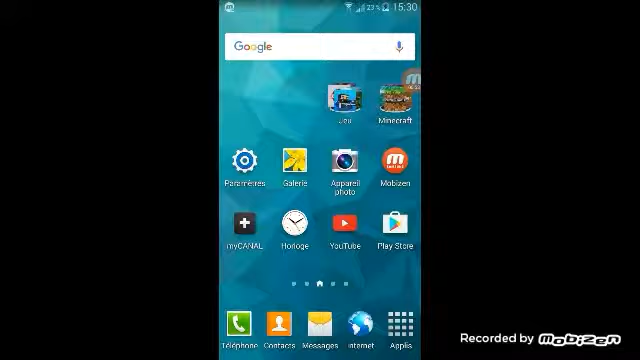 23% 15:30
Google
Jeu
Minecraft
Paramètres
Galerie
Appareil
photo
Mobizen
myCANAL
Horloge
YouTube
Play Store
Téléphone
Contacts
Messages
Internet
Applis
Recorded by mobizen